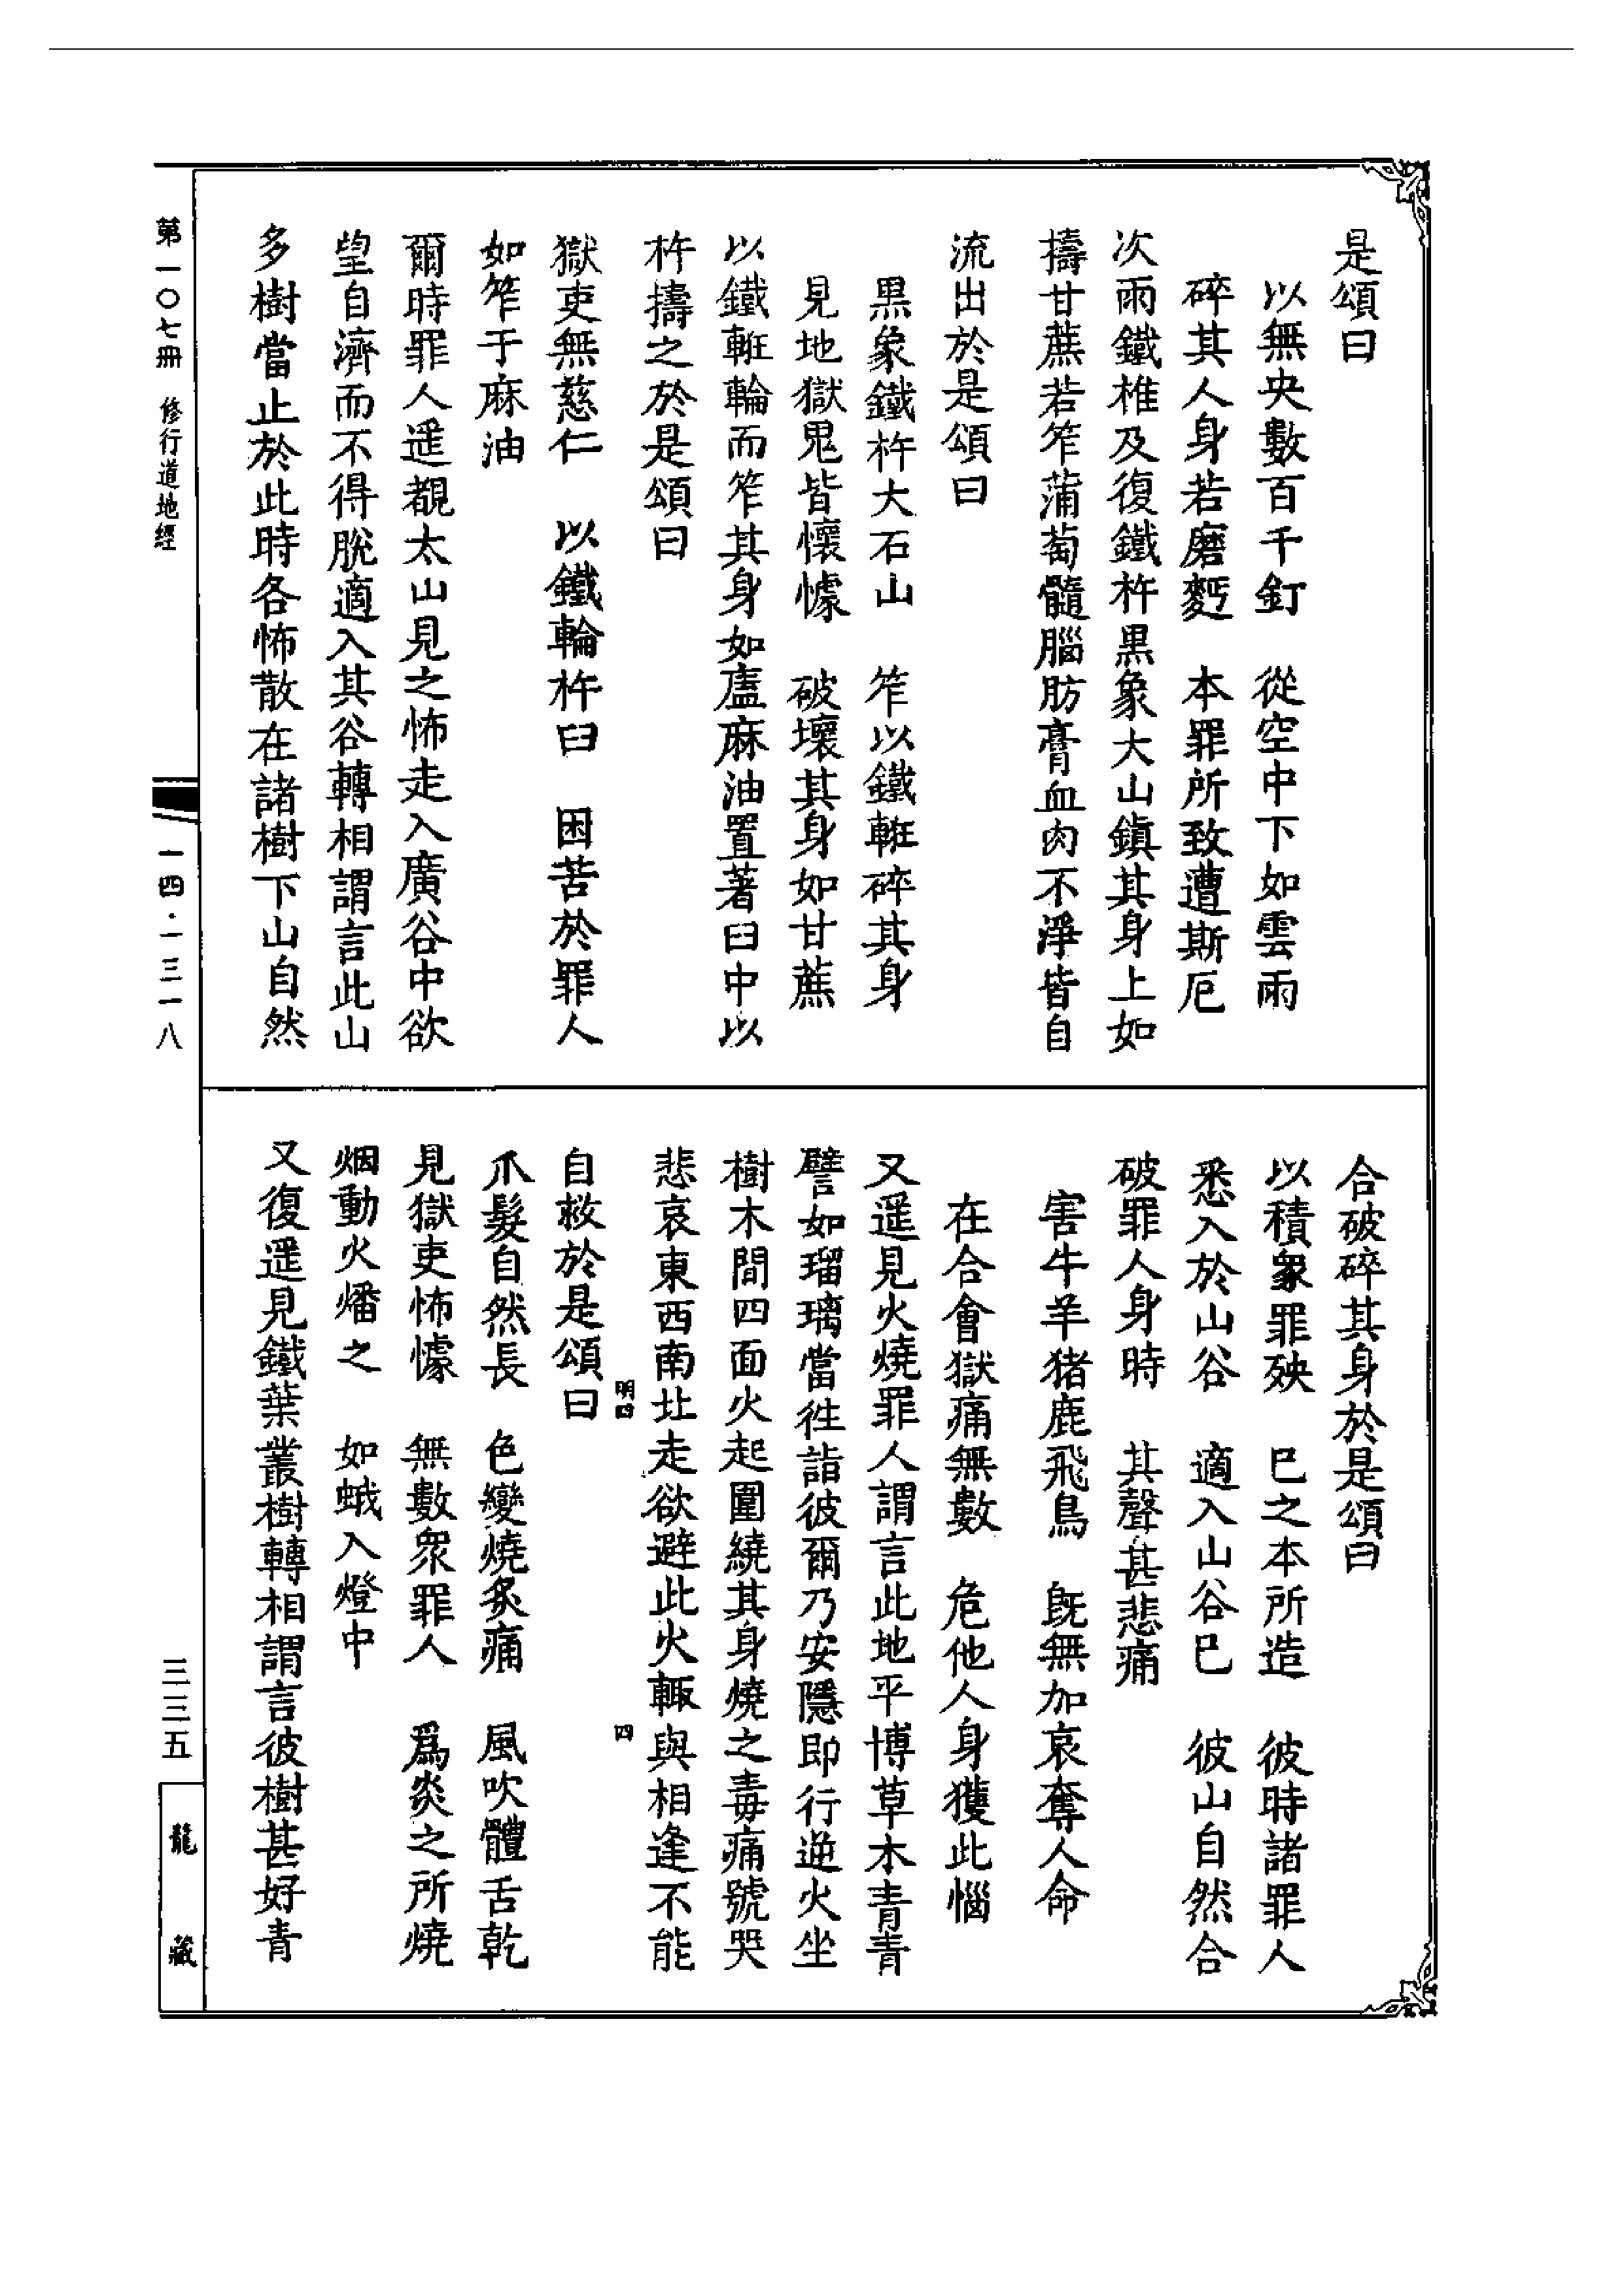 是頌曰
以無央數百千釘　從空中下如雲雨
碎其人身若磨麫　本罪所致遭斯厄
次雨鐵椎及復鐵杵黑象大山鎮其身上如
擣甘蔗若笮蒲萄髓腦肪膏血肉不淨皆自
流出於是頌曰
黑象鐵杵大石山　笮以鐵輧碎其身
見地獄鬼皆懷懅　破壞其身如甘蔗
以鐵輧輪而笮其身如盧麻油置著臼中以
杵擣之於是頌曰
獄吏無慈仁　以鐵輪杵臼　困苦於罪人
如笮于麻油
爾時罪人遥覩太山見之怖走入廣谷中欲
望自濟而不得脫適入其谷轉相謂言此山
多樹當止於此時各怖散在諸樹下山自然
合破碎其身於是頌曰
以積衆罪殃　巳之本所造　彼時諸罪人
悉入於山谷　適入山谷巳　彼山自然合
破罪人身時　其聲甚悲痛
害牛羊猪鹿飛鳥　旣無加哀奪人命
在合會獄痛無數　危他人身獲此惱
又遥見火燒罪人謂言此地平博草木青青
譬如瑠璃當徃詣彼爾乃安隱即行逆火坐
樹木間四面火起圍繞其身燒之毒痛號哭
悲哀東西南北走欲避此火輙與相逢不能
明四　四
自救於是頌曰
爪髮自然長　色變燒炙痛　風吹體舌乾
見獄吏怖懅　無數衆罪人　爲炎之所燒
烟動火燔之　如蛾入燈中
又復遥見鐵葉叢樹轉相謂言彼樹甚好青
第一〇七冊　修行道地經
一四·一三一八
三三五
龍藏